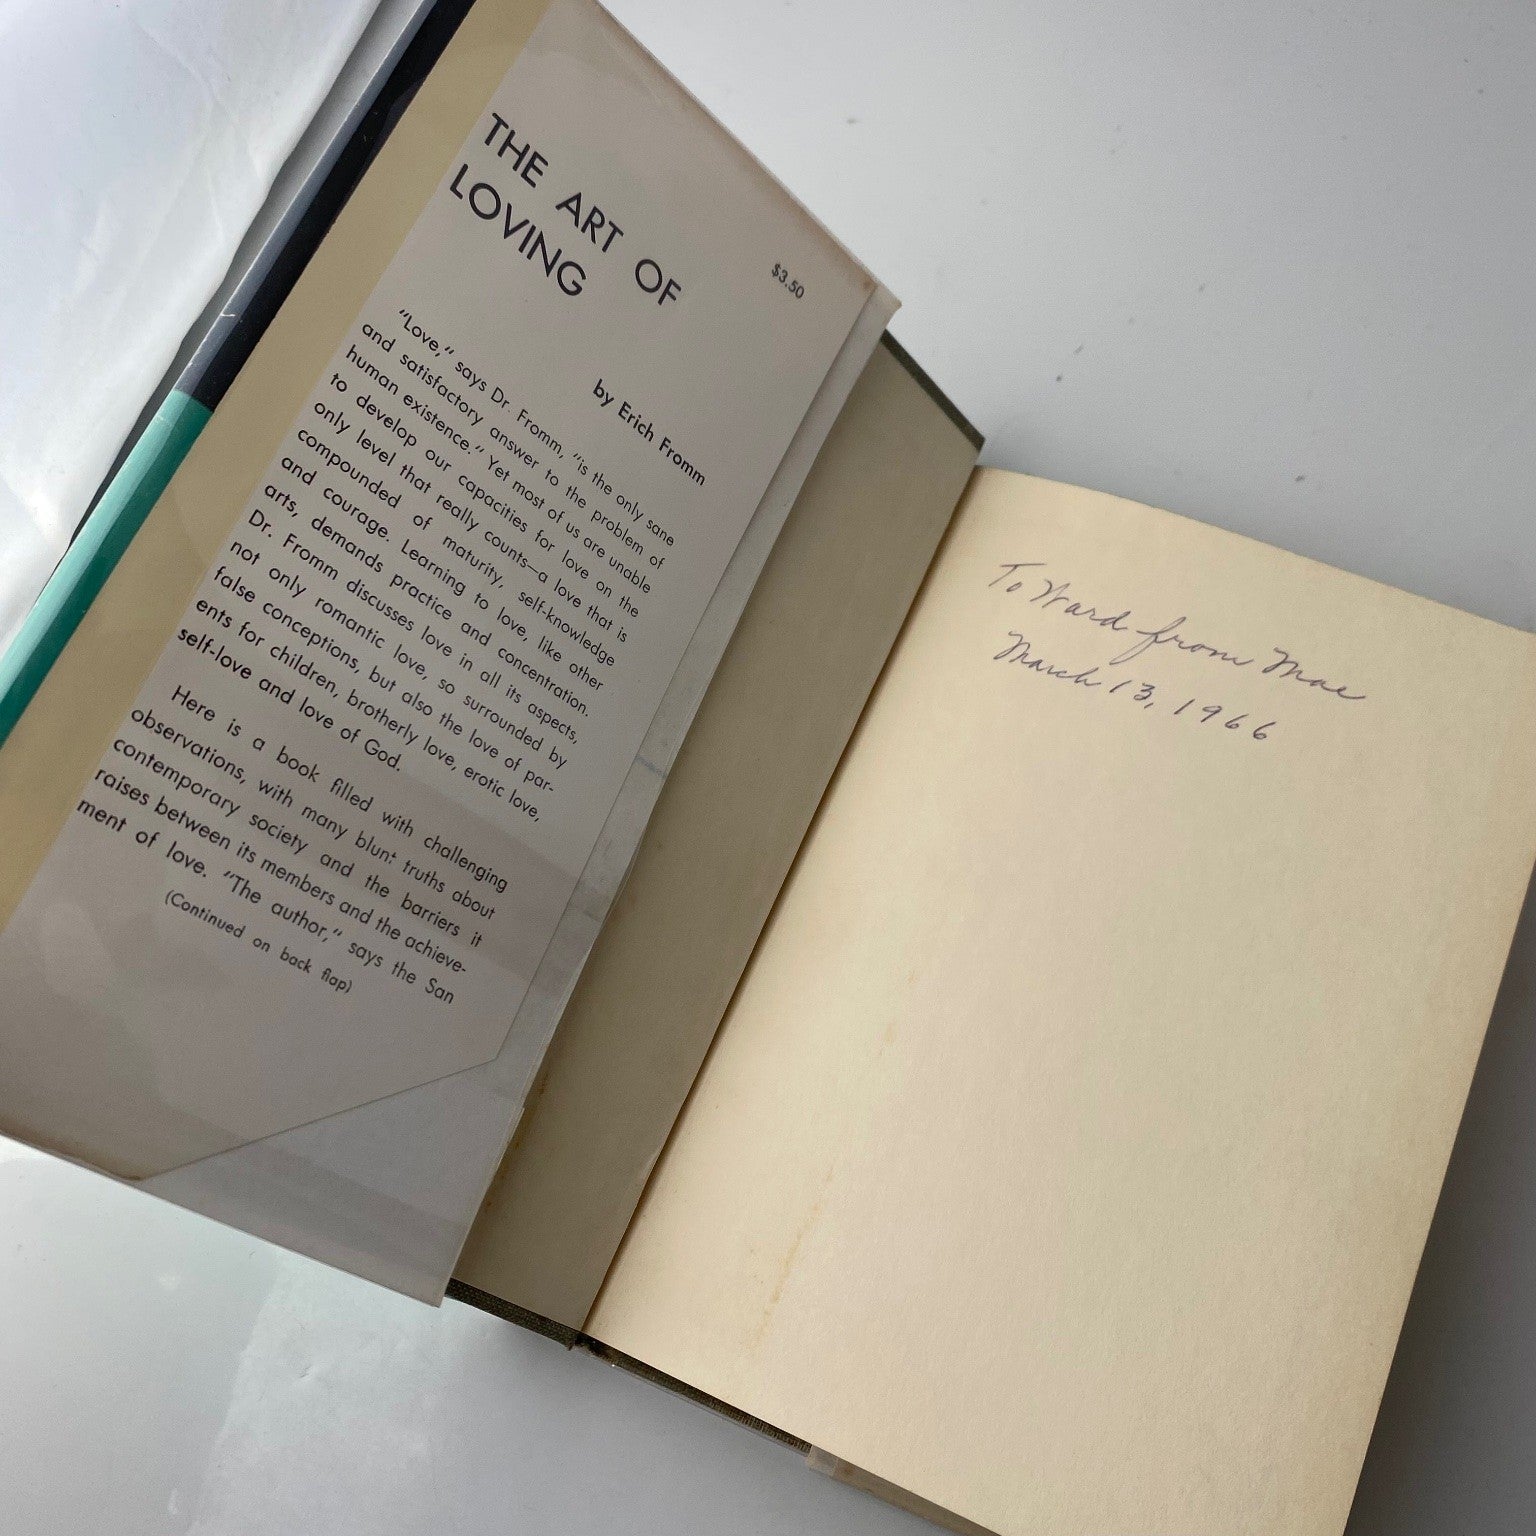 THE ART OF
LOVING
$3.50
by Erich Fromm
"Love," says Dr. Fromm, "is the only sane
and satisfactory answer to the problem of
human existence." Yet most of us are unable
to develop our capacities for love on the
only level that really counts—a love that is
compounded of maturity, self-knowledge
and courage. Learning to love, like other
arts, demands practice and concentration.
Dr. Fromm discusses love in all its aspects,
not only romantic love, so surrounded by
false conceptions, but also the love of par-
ents for children, brotherly love, erotic love,
self-love and love of God.
Here is a book filled with challenging
observations, with many blunt truths about
contemporary society and the barriers it
raises between its members and the achieve-
ment of love. "The author," says the San
(Continued on back flap)
To Ward from Mae
March 13, 1966